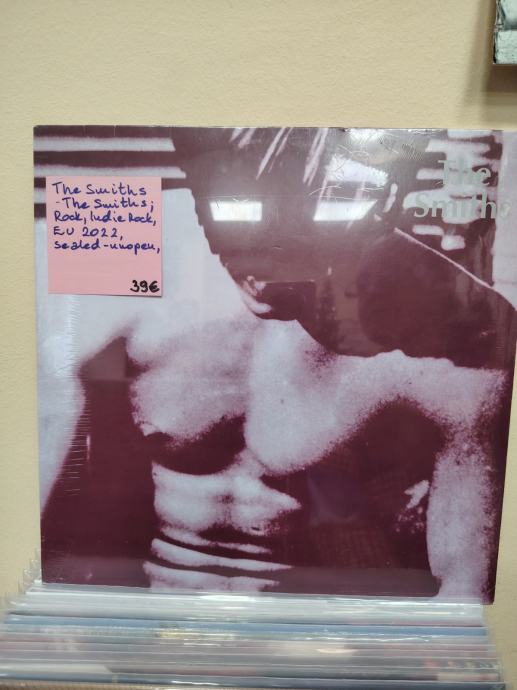 The Smiths
-The Smiths;
Rock, Indie Rock,
EU 2022,
sealed-unopen,
39€
The
Smiths